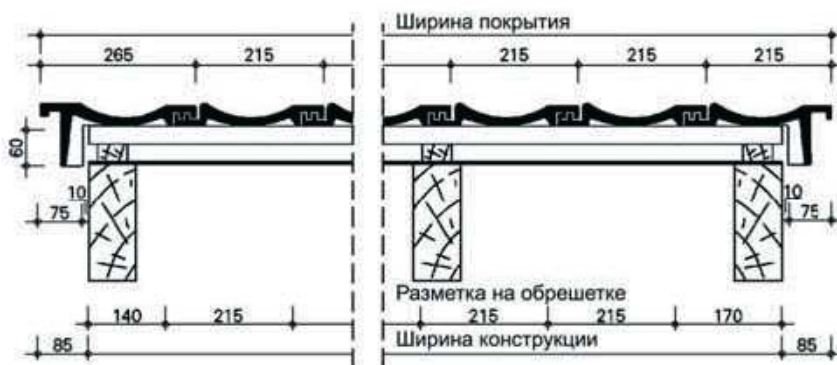 Ширина покрытия
265 215 215 215 215
60
10 10
75 75
Разметка на обрешетке
140 215 215 215 170
Ширина конструкции
85 85